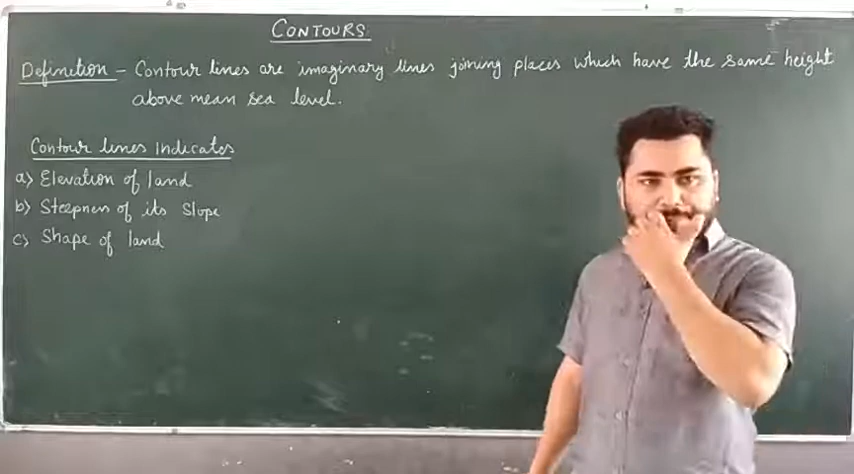 CONTOURS
Definition - Contour lines are imaginary lines joining places which have the same height
above mean sea level.
Contour lines indicates
a) Elevation of land
b) Steepness of its Slope
c) Shape of land